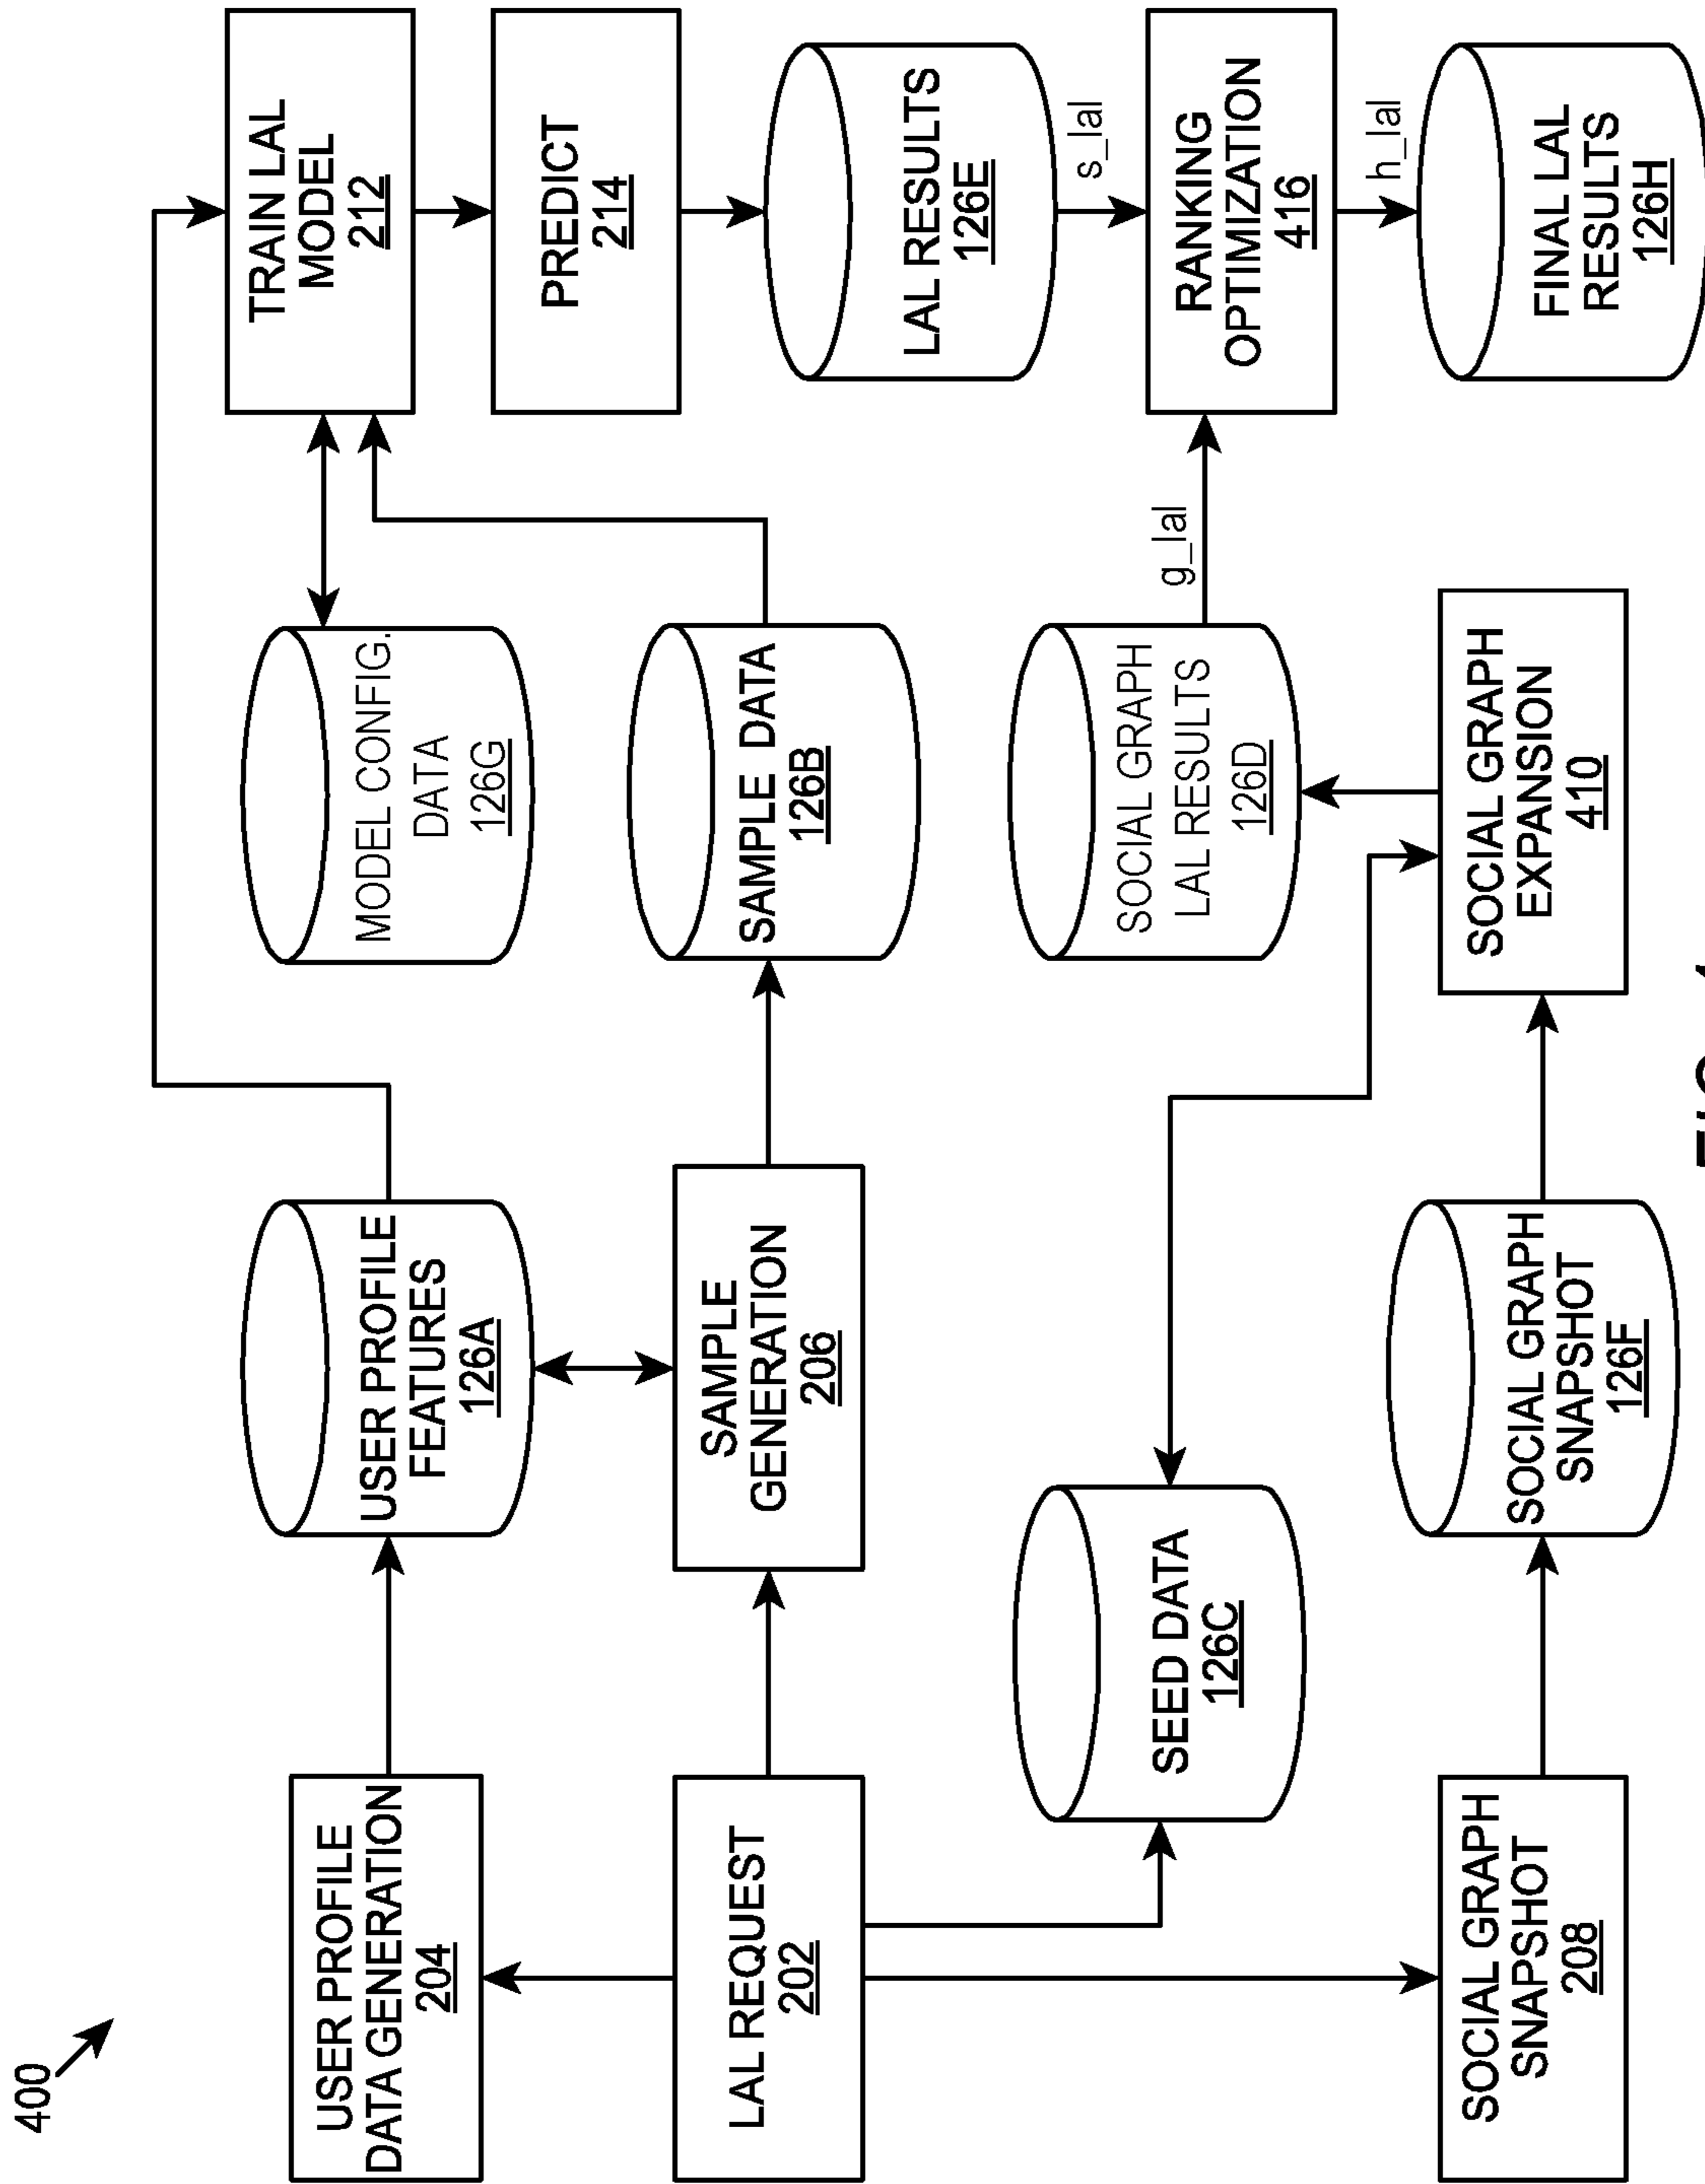 400
USER PROFILE
DATA GENERATION
204
USER PROFILE
FEATURES
126A
MODEL CONFIG.
DATA
126G
TRAIN LAL
MODEL
212
PREDICT
214
LAL REQUEST
202
SAMPLE
GENERATION
206
SAMPLE DATA
126B
LAL RESULTS
126E
s_lal
SEED DATA
126C
SOCIAL GRAPH
LAL RESULTS
126D
g_lal
RANKING
OPTIMIZATION
416
h_lal
SOCIAL GRAPH
SNAPSHOT
208
SOCIAL GRAPH
SNAPSHOT
126F
SOCIAL GRAPH
EXPANSION
410
FINAL LAL
RESULTS
126H